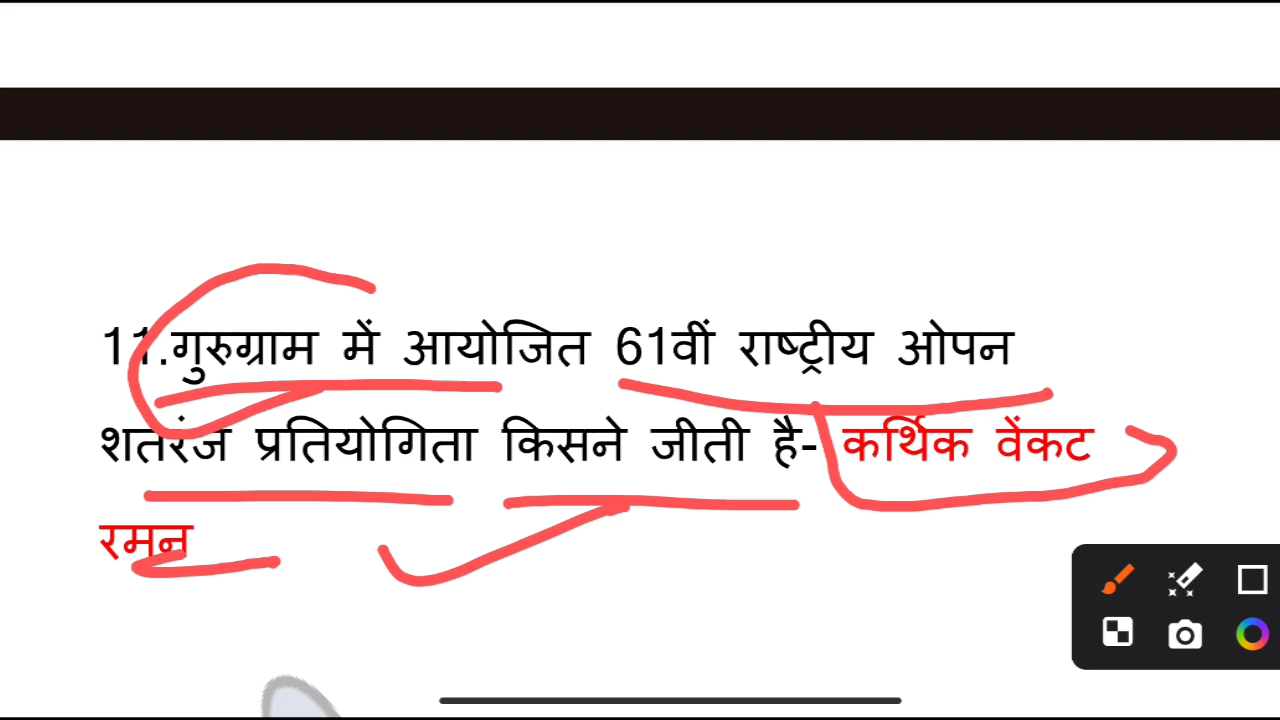 11.गुरुग्राम में आयोजित 61वीं राष्ट्रीय ओपन
शतरंज प्रतियोगिता किसने जीती है- कर्थिक वेंकट
रमन